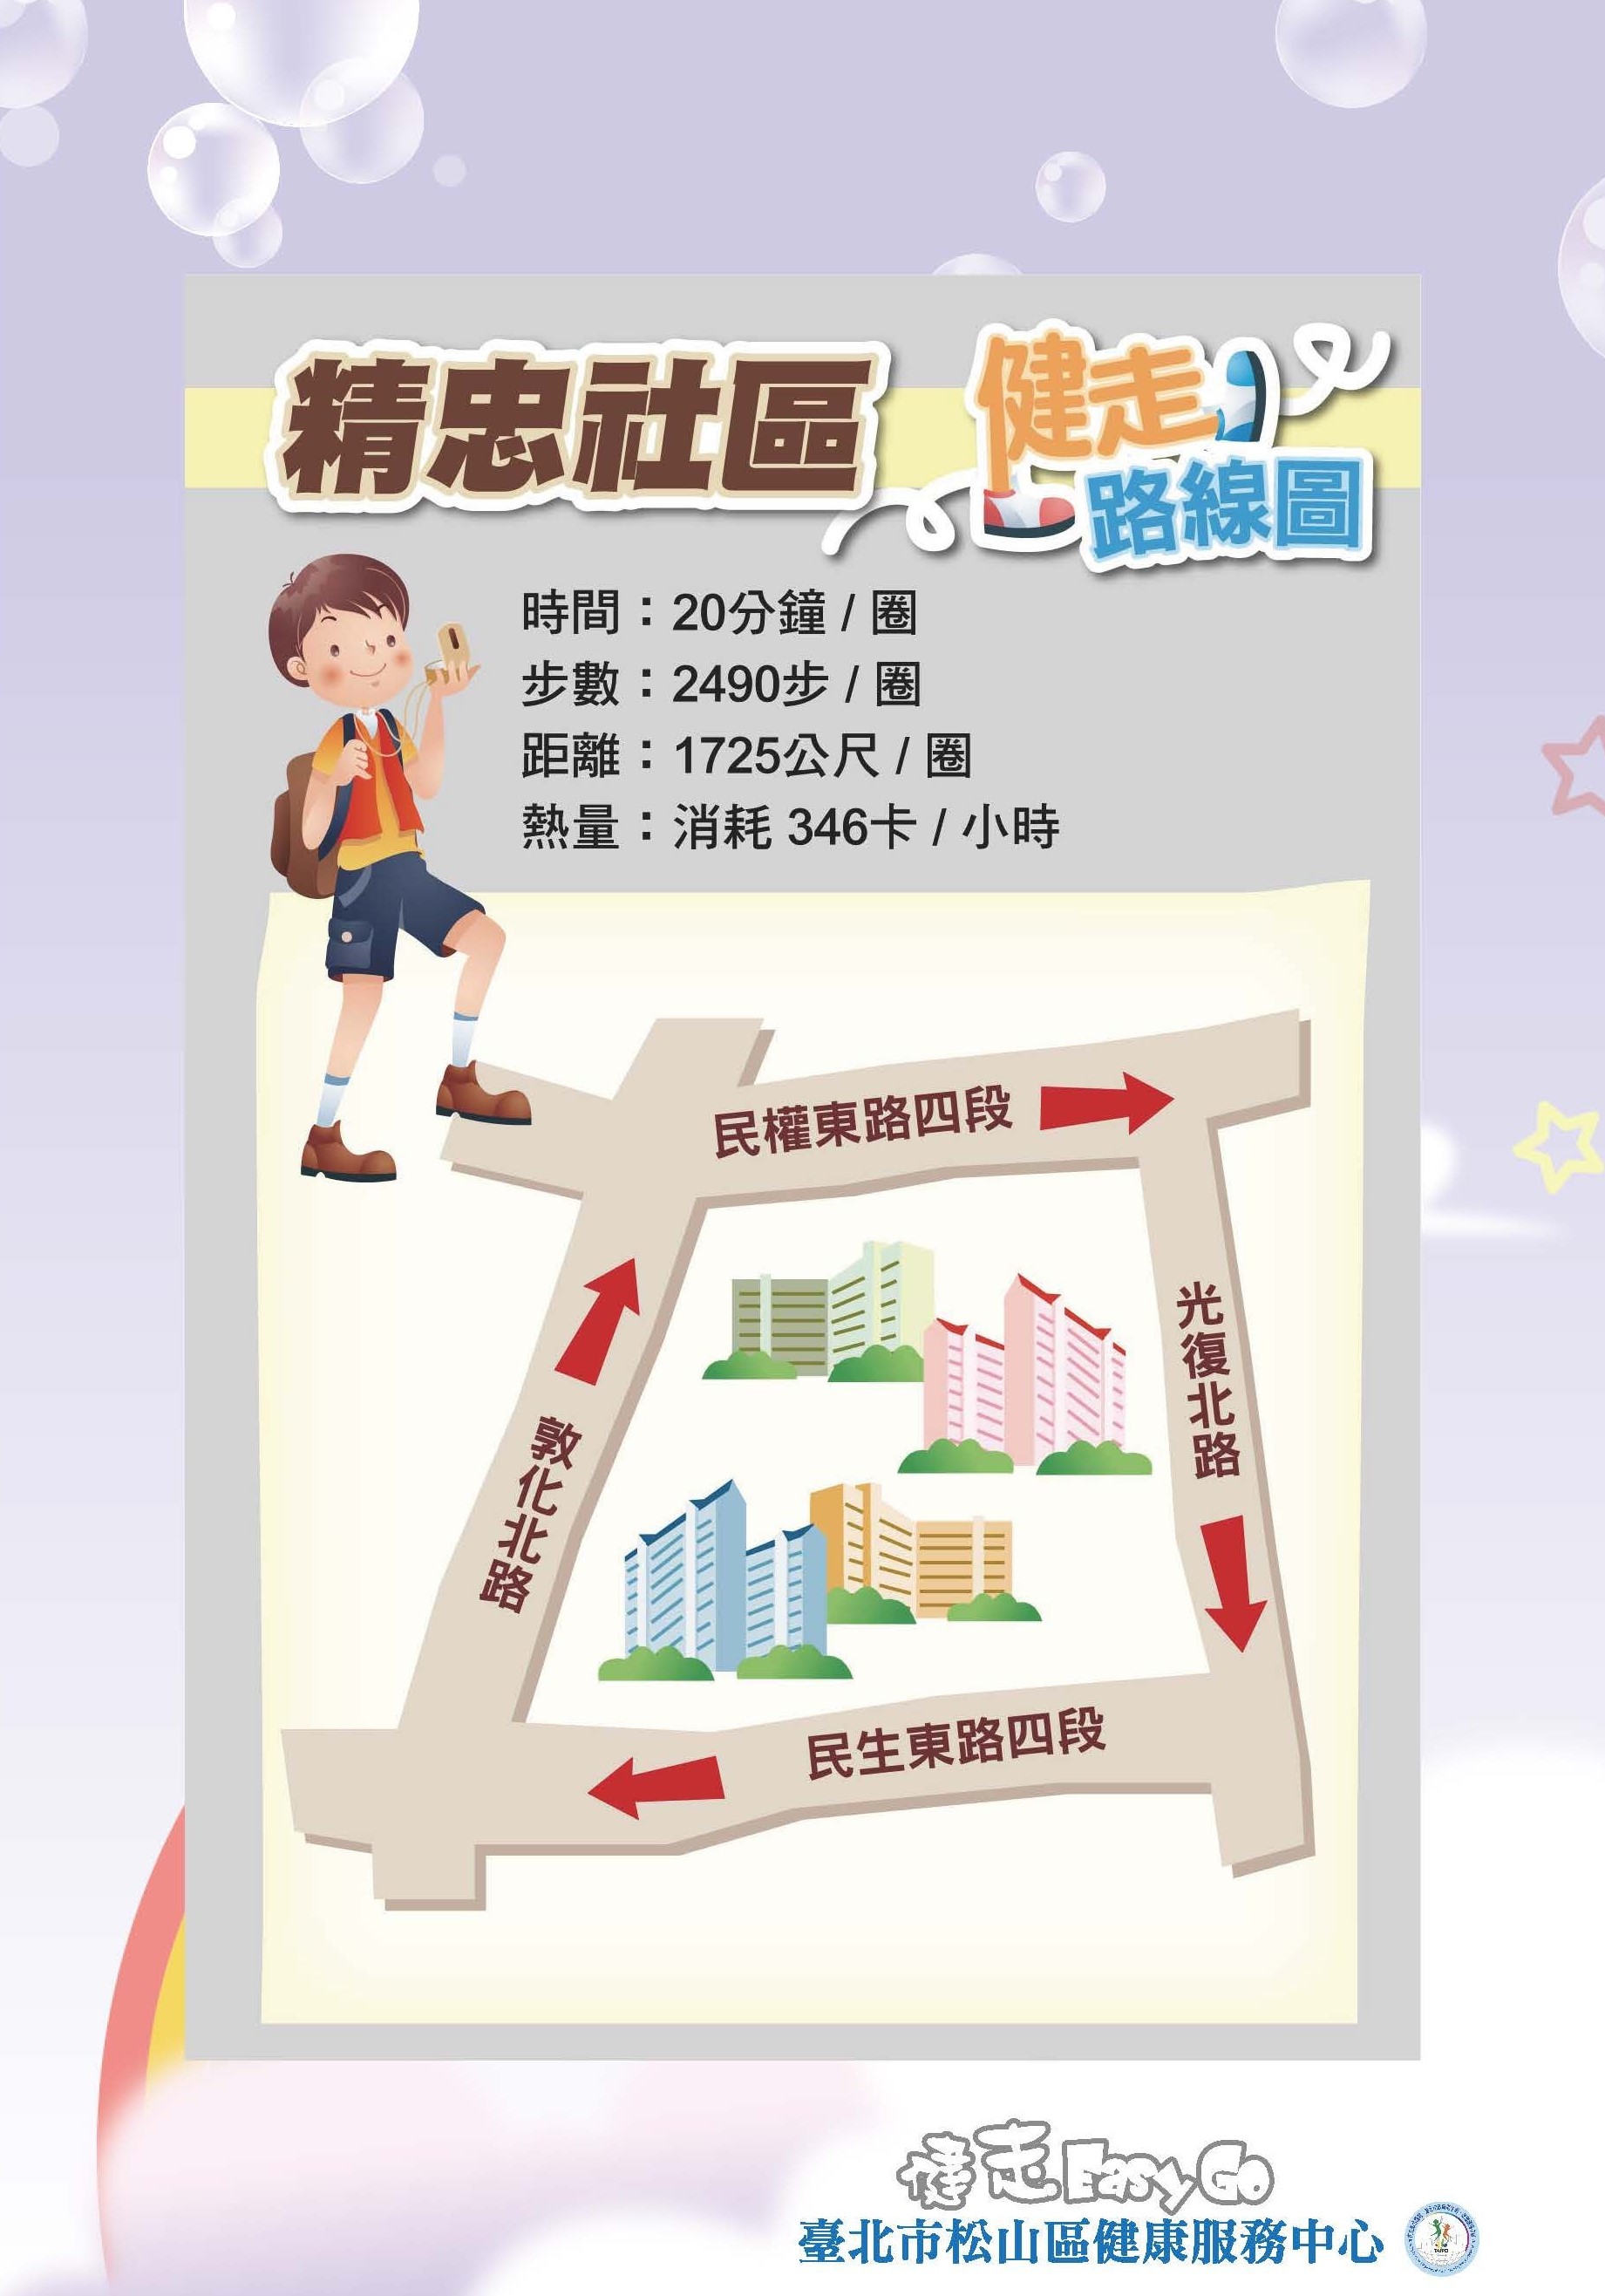 精忠社區
健走
路線圖
時間：20分鐘 / 圈
步數：2490步 / 圈
距離：1725公尺 / 圈
熱量：消耗 346卡 / 小時
民權東路四段
光復北路
敦化北路
民生東路四段
健走EasyGo
臺北市松山區健康服務中心